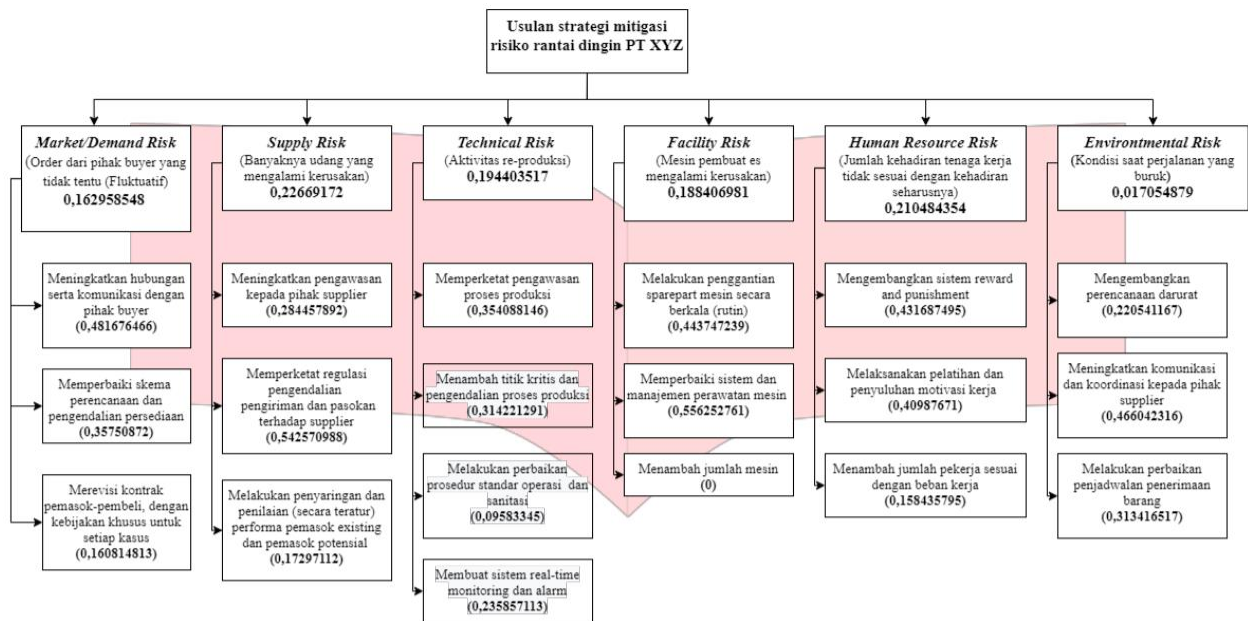 Usulan strategi mitigasi
risiko rantai dingin PT XYZ
Market/Demand Risk
(Order dari pihak buyer yang
tidak tentu (Fluktuatif)
0,162958548
Supply Risk
(Banyaknya udang yang
mengalami kerusakan)
0,22669172
Technical Risk
(Aktivitas re-produksi)
0,194403517
Facility Risk
(Mesin pembuat es
mengalami kerusakan)
0,188406981
Human Resource Risk
(Jumlah kehadiran tenaga kerja
tidak sesuai dengan kehadiran
seharusnya)
0,210484354
Environtmental Risk
(Kondisi saat perjalanan yang
buruk)
0,017054879
Meningkatkan hubungan
serta komunikasi dengan
pihak buyer
(0,481676466)
Meningkatkan pengawasan
kepada pihak supplier
(0,284457892)
Memperketat pengawasan
proses produksi
(0,354088146)
Melakukan penggantian
sparepart mesin secara
berkala (rutin)
(0,443747239)
Mengembangkan sistem reward
and punishment
(0,431687495)
Mengembangkan
perencanaan darurat
(0,220541167)
Memperbaiki skema
perencanaan dan
pengendalian persediaan
(0,35750872)
Memperketat regulasi
pengendalian
pengiriman dan pasokan
terhadap supplier
(0,542570988)
Menambah titik kritis dan
pengendalian proses produksi
(0,314221291)
Memperbaiki sistem dan
manajemen perawatan mesin
(0,556252761)
Melaksanakan pelatihan dan
penyuluhan motivasi kerja
(0,40987671)
Meningkatkan komunikasi
dan koordinasi kepada pihak
supplier
(0,466042316)
Merevisi kontrak
pemasok-pembeli, dengan
kebijakan khusus untuk
setiap kasus
(0,160814813)
Melakukan penyaringan dan
penilaian (secara teratur)
performa pemasok existing
dan pemasok potensial
(0,17297112)
Melakukan perbaikan
prosedur standar operasi dan
sanitasi
(0,09583345)
Menambah jumlah mesin
(0)
Menambah jumlah pekerja sesuai
dengan beban kerja
(0,158435795)
Melakukan perbaikan
penjadwalan penerimaan
barang
(0,313416517)
Membuat sistem real-time
monitoring dan alarm
(0,235857113)